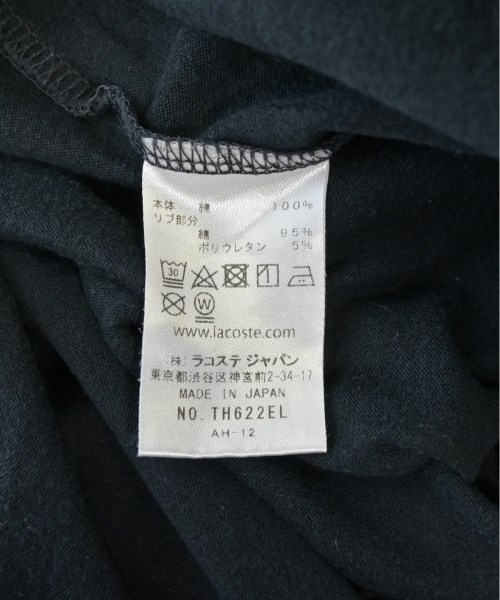 本体 綿 100%
リブ部分
綿 95%
ポリウレタン 5%
30
W
www.lacoste.com
(株) ラコステ ジャパン
東京都渋谷区神宮前2-34-17
MADE IN JAPAN
NO. TH622EL
AH-12